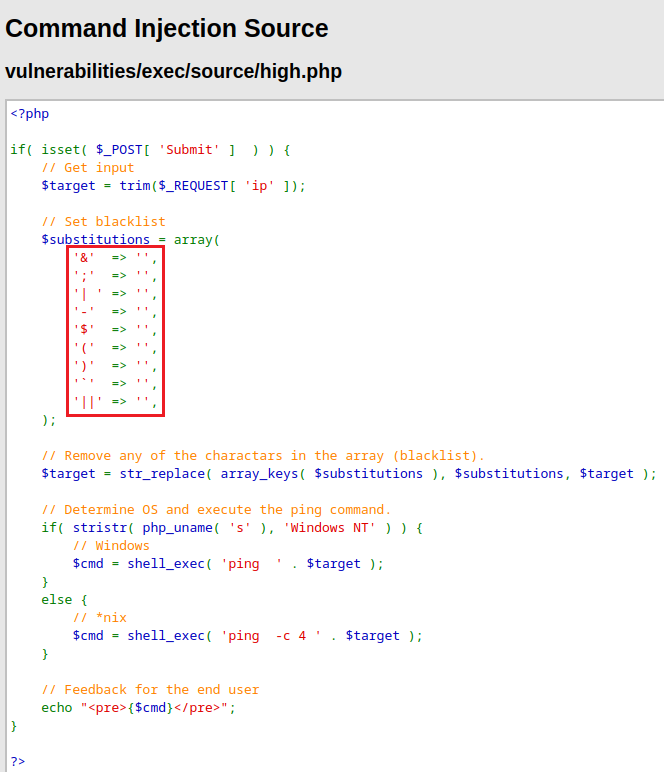 Command Injection Source
vulnerabilities/exec/source/high.php
<?php
if( isset( $_POST[ 'Submit' ]  ) ) {
    // Get input
    $target = trim($_REQUEST[ 'ip' ]);
    // Set blacklist
    $substitutions = array(
        '&'  => '',
        ';'  => '',
        '| ' => '',
        '-'  => '',
        '$'  => '',
        '('  => '',
        ')'  => '',
        '`'  => '',
        '||' => '',
    );
    // Remove any of the charactars in the array (blacklist).
    $target = str_replace( array_keys( $substitutions ), $substitutions, $target );
    // Determine OS and execute the ping command.
    if( stristr( php_uname( 's' ), 'Windows NT' ) ) {
        // Windows
        $cmd = shell_exec( 'ping  ' . $target );
    }
    else {
        // *nix
        $cmd = shell_exec( 'ping  -c 4 ' . $target );
    }
    // Feedback for the end user
    echo "<pre>{$cmd}</pre>";
}
?>